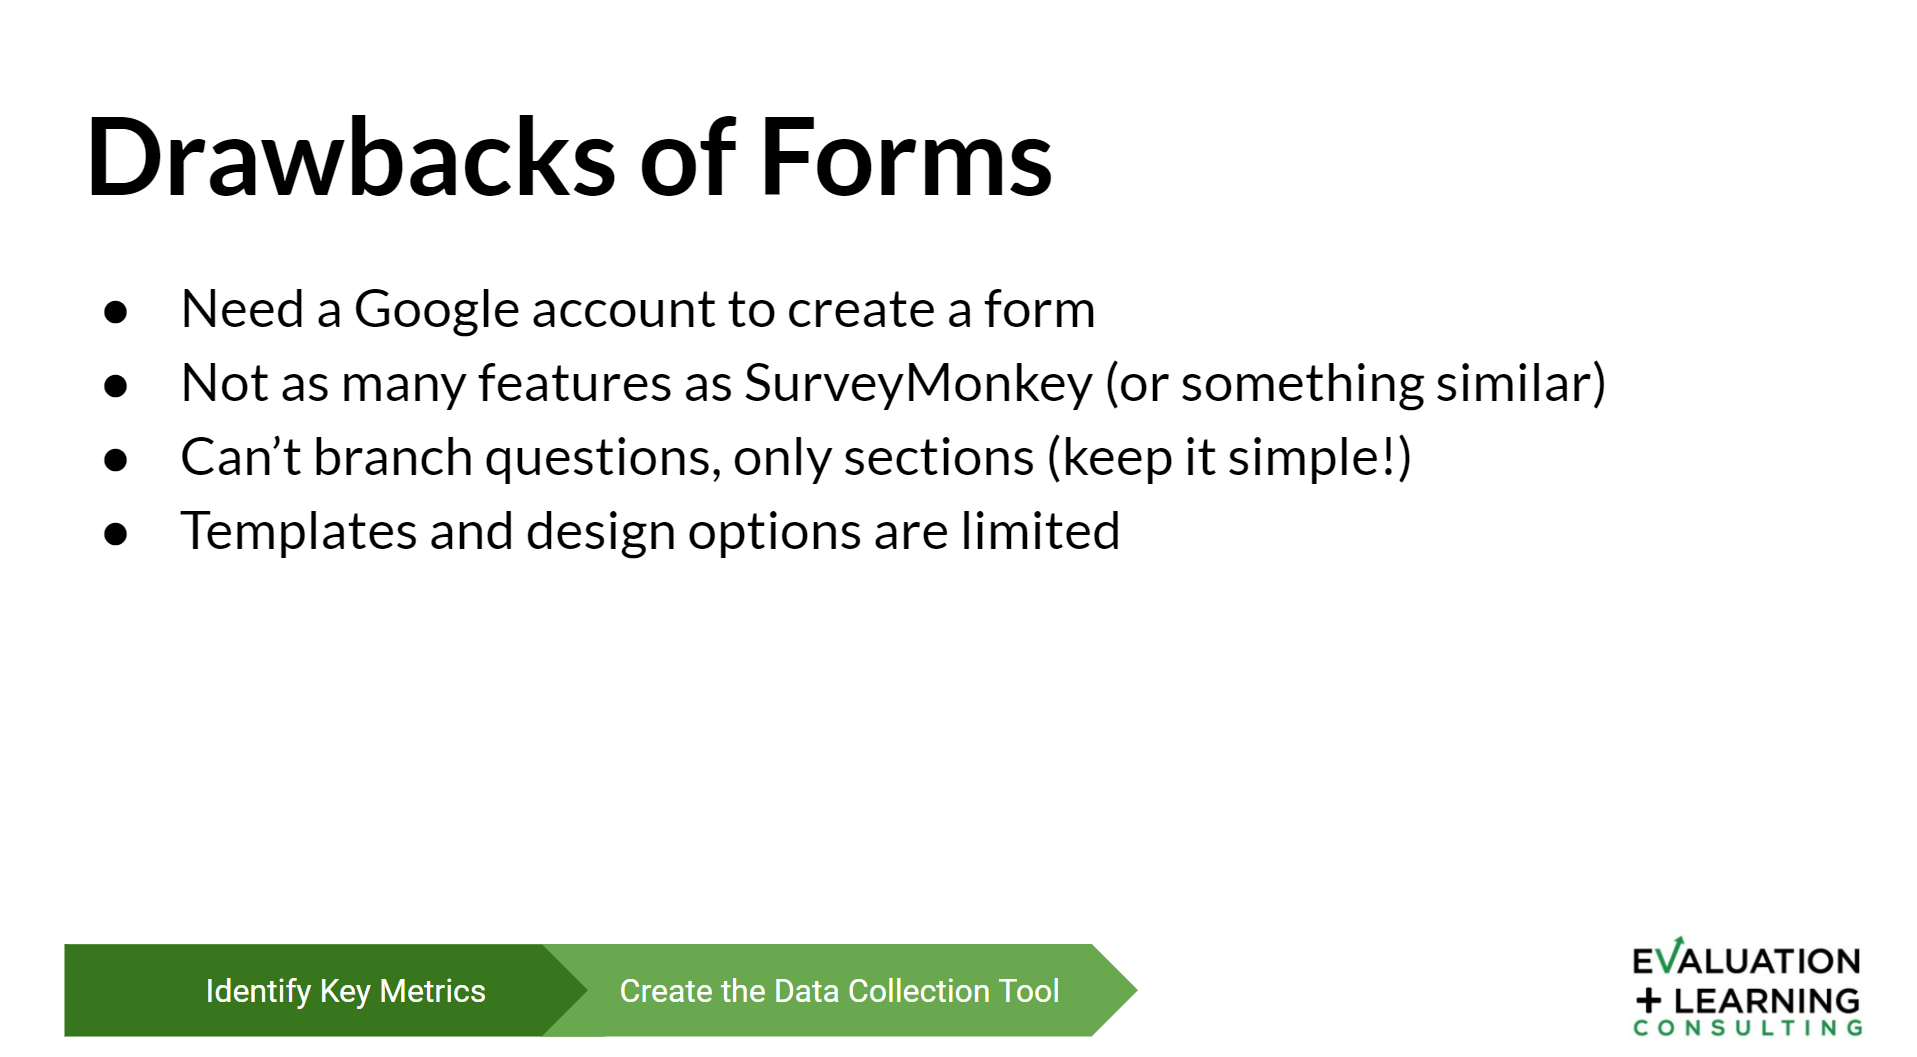 Drawbacks of Forms
● Need a Google account to create a form
● Not as many features as SurveyMonkey (or something similar)
● Can’t branch questions, only sections (keep it simple!)
● Templates and design options are limited
Identify Key Metrics
Create the Data Collection Tool
EVALUATION
+ LEARNING
CONSULTING